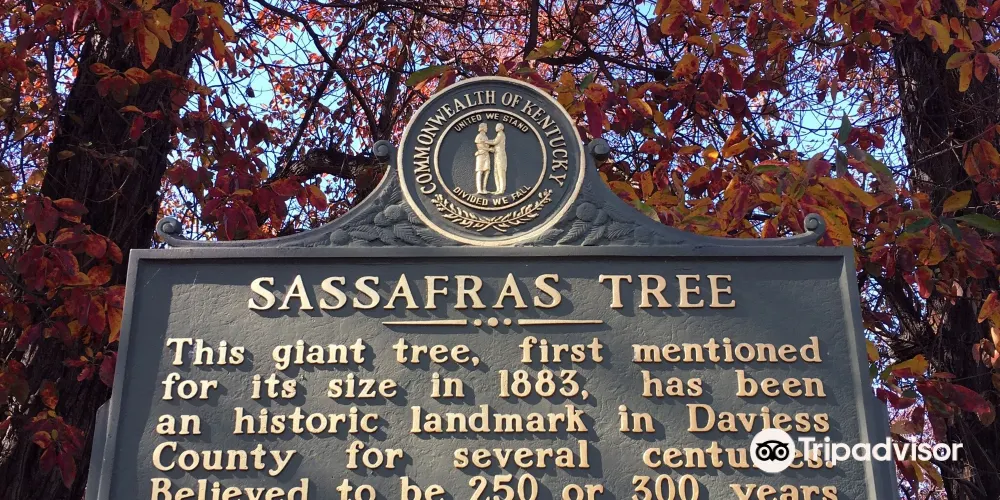 COMMONWEALTH OF KENTUCKY
UNITED WE STAND
DIVIDED WE FALL
SASSAFRAS TREE
This giant tree, first mentioned
for its size in 1883, has been
an historic landmark in Daviess
County for several centuries.
Believed to be 250 or 300 years
Tripadvisor